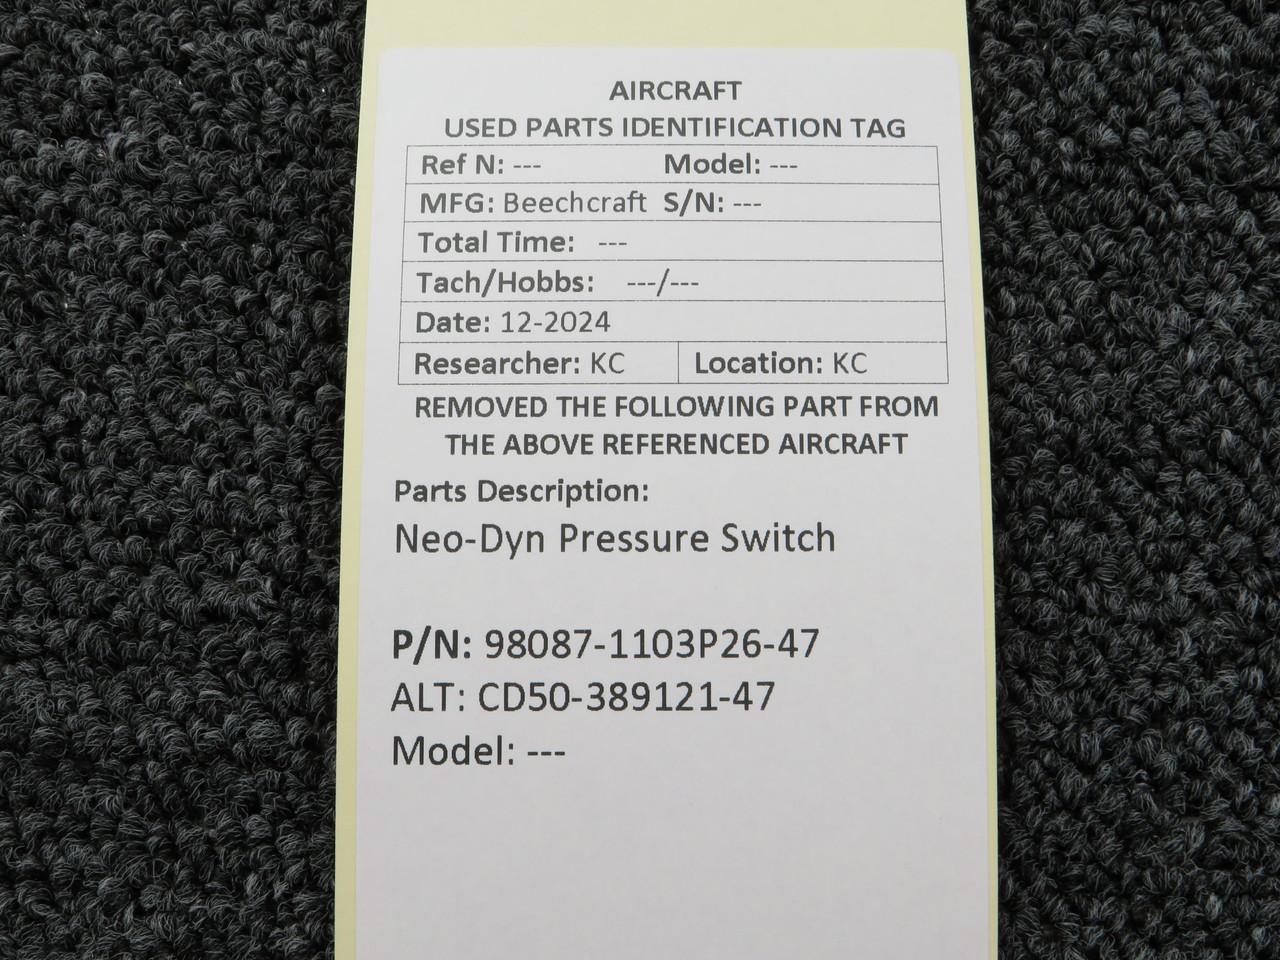 AIRCRAFT
USED PARTS IDENTIFICATION TAG
Ref N: --- Model: ---
MFG: Beechcraft S/N: ---
Total Time: ---
Tach/Hobbs: ---/---
Date: 12-2024
Researcher: KC Location: KC
REMOVED THE FOLLOWING PART FROM
THE ABOVE REFERENCED AIRCRAFT
Parts Description:
Neo-Dyn Pressure Switch
P/N: 98087-1103P26-47
ALT: CD50-389121-47
Model: ---